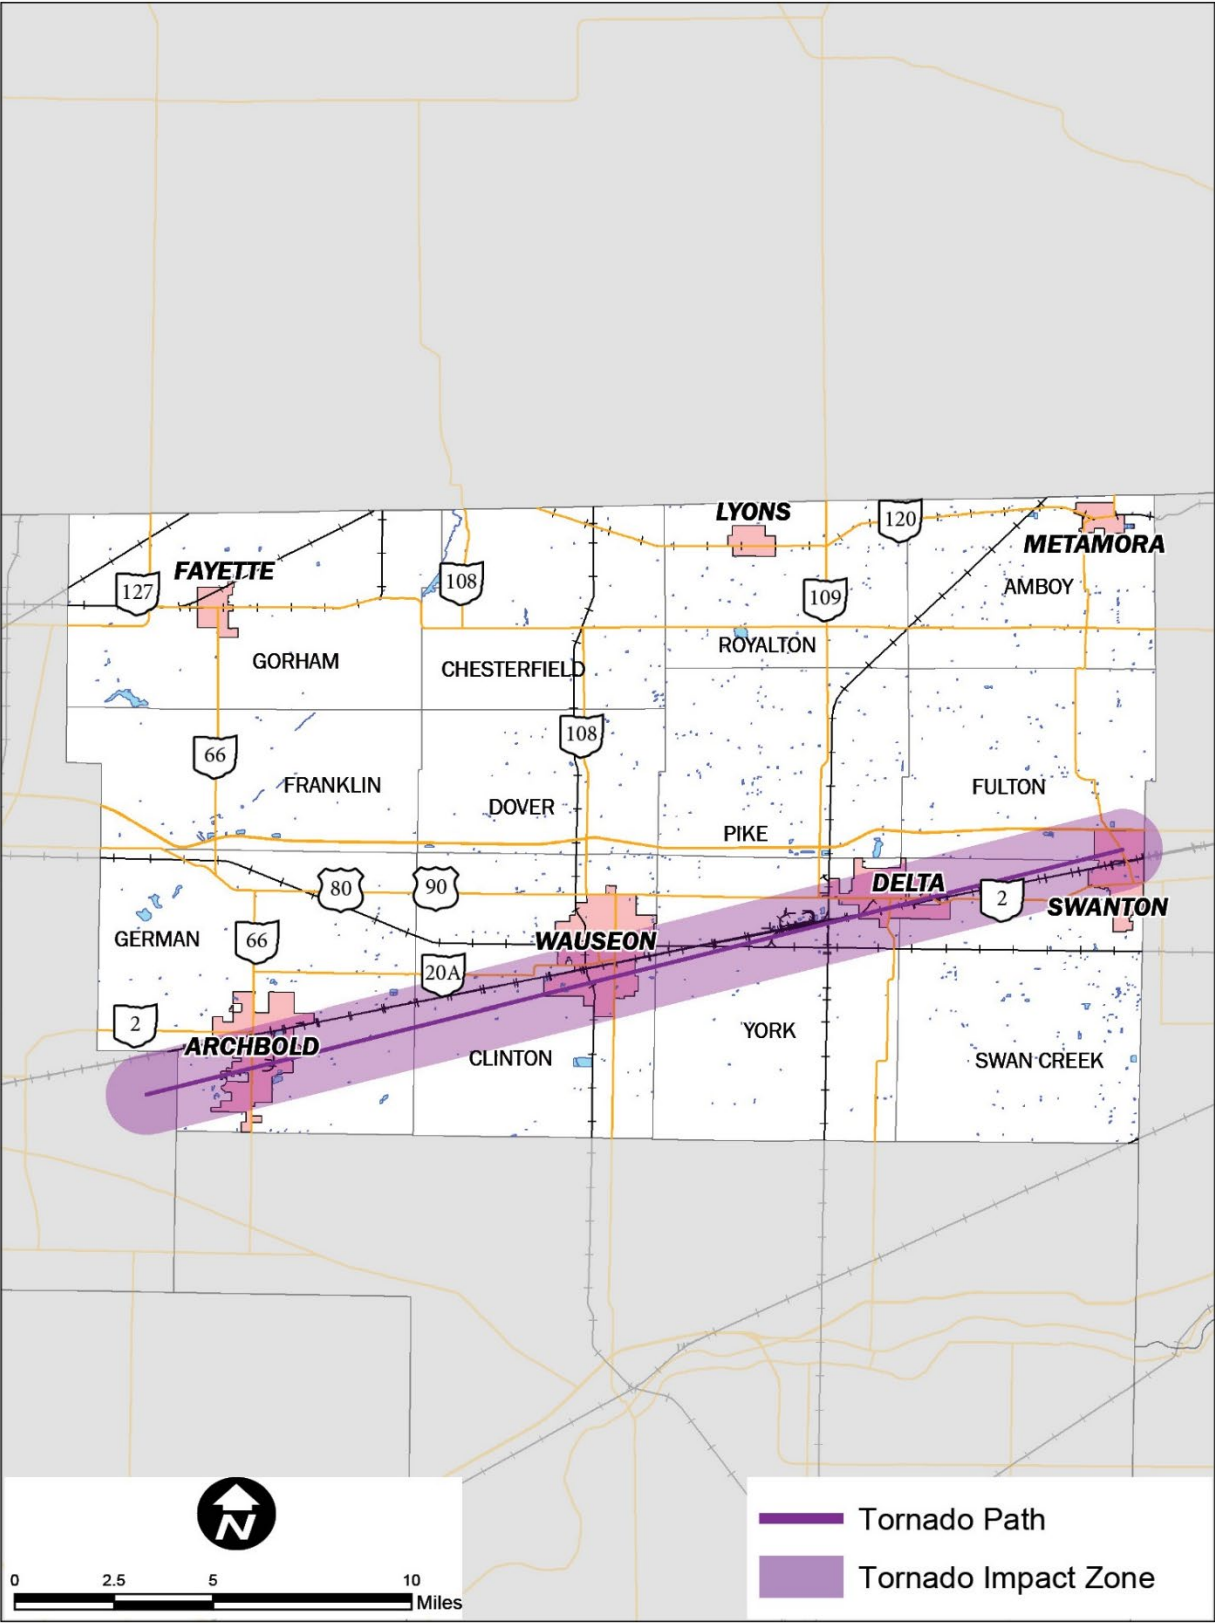 LYONS
120
METAMORA
FAYETTE
127
108
109
AMBOY
ROYALTON
GORHAM
CHESTERFIELD
108
66
FRANKLIN
DOVER
FULTON
PIKE
80
90
DELTA
2
SWANTON
GERMAN
66
WAUSEON
20A
2
ARCHBOLD
CLINTON
YORK
SWAN CREEK
N
0 2.5 5 10
Miles
Tornado Path
Tornado Impact Zone